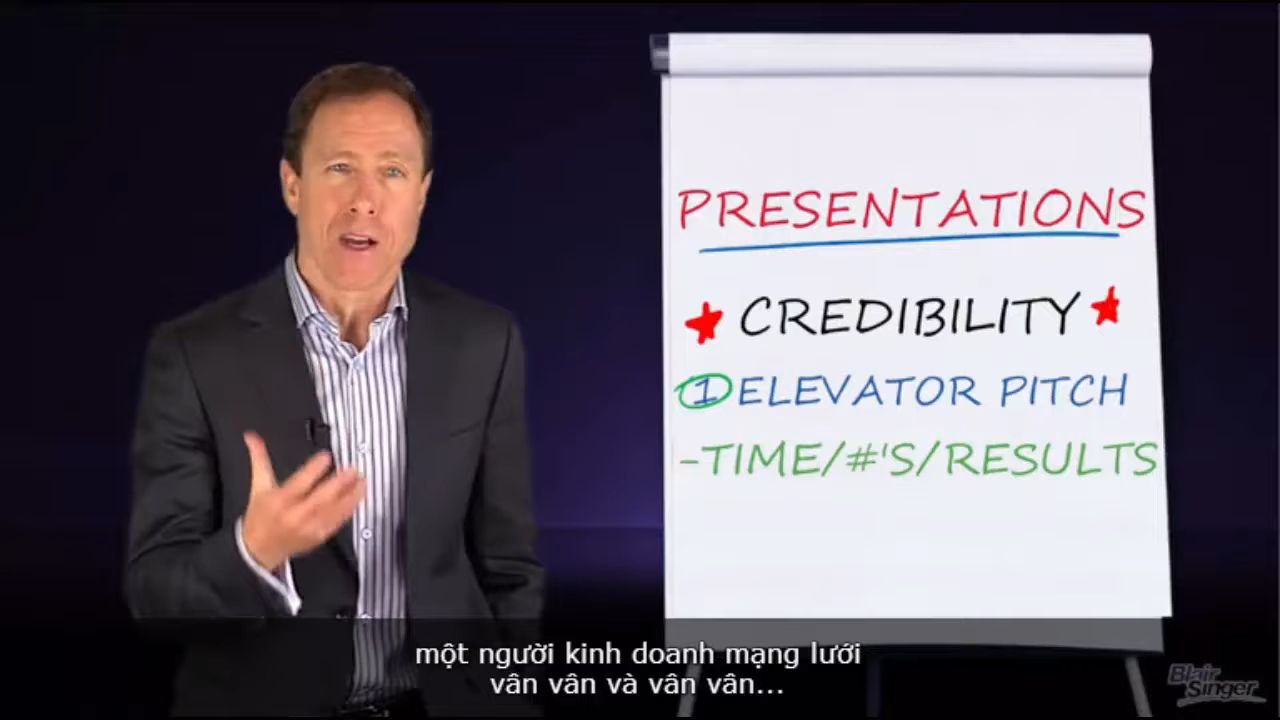 PRESENTATIONS
CREDIBILITY
1 ELEVATOR PITCH
-TIME/#'S/RESULTS
một người kinh doanh mạng lưới
vân vân và vân vân...
Blair
Singer